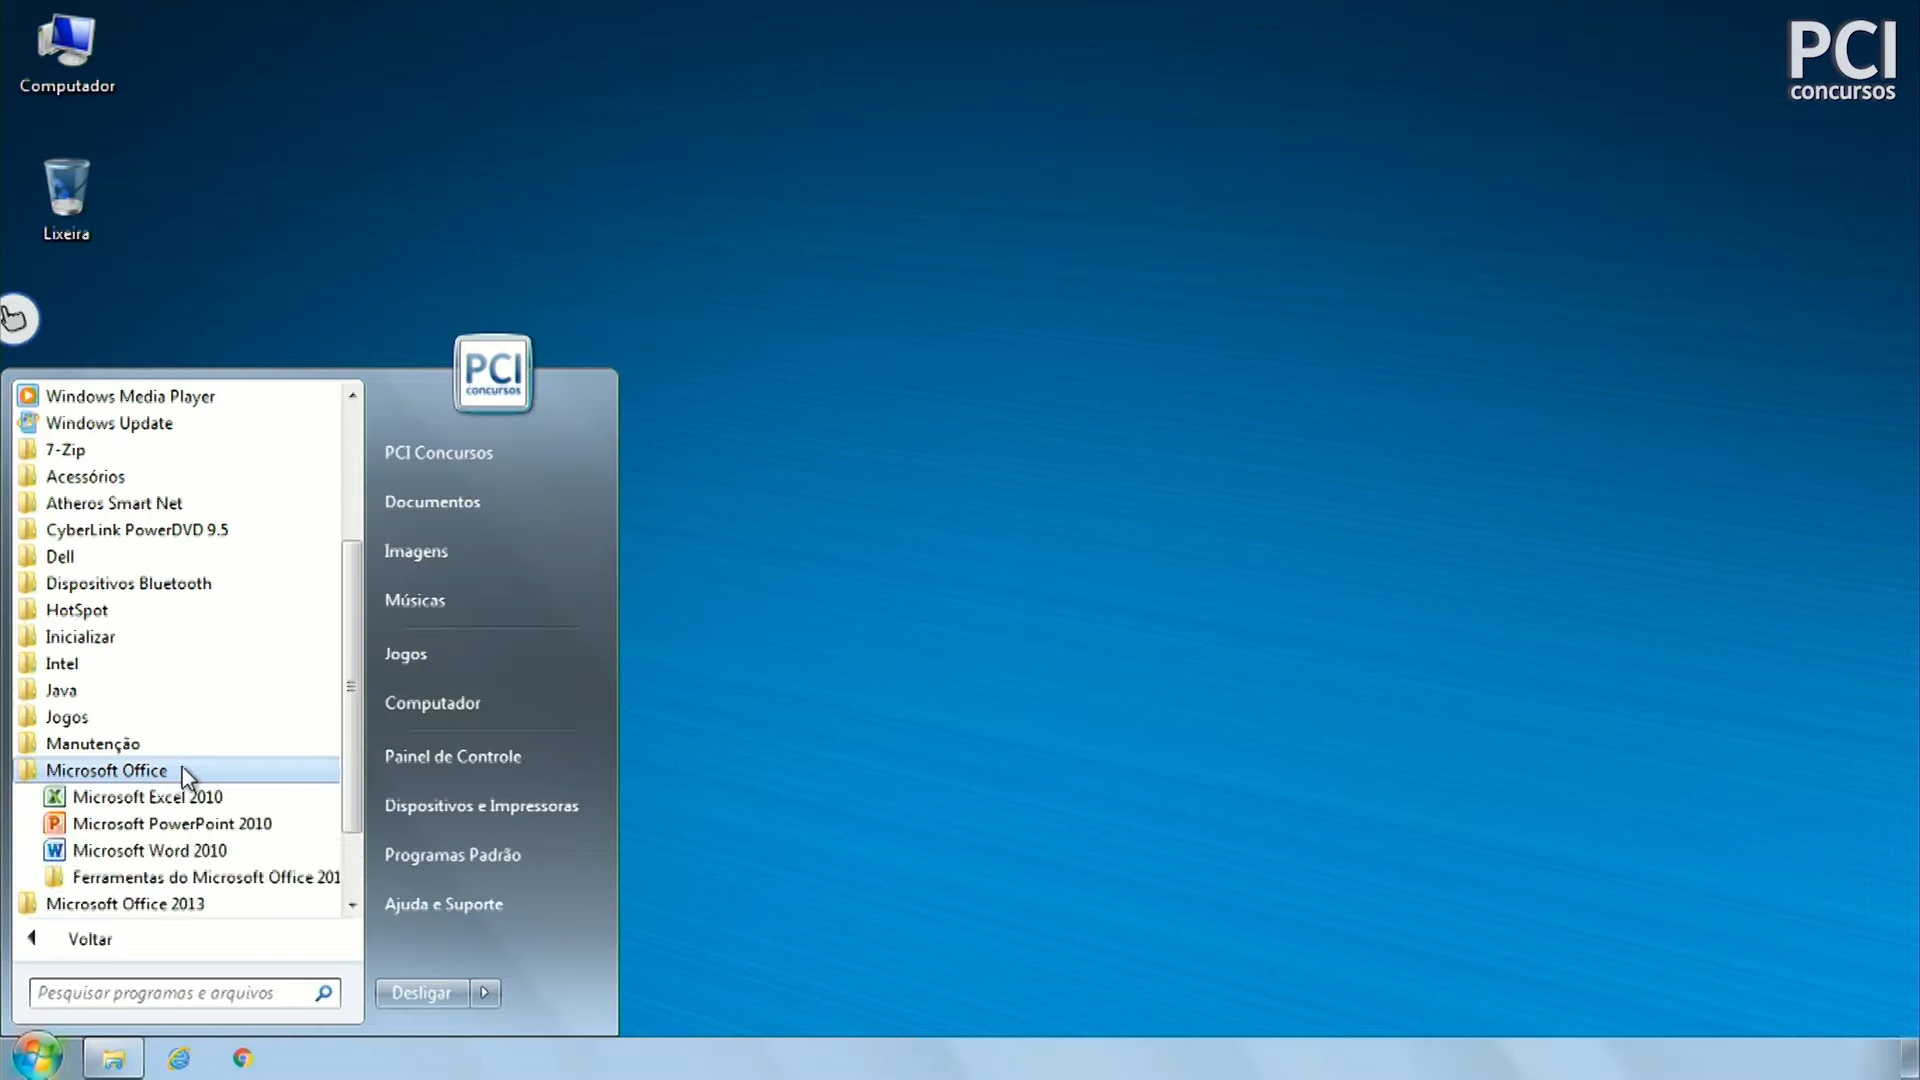 Computador
PCI
concursos
Lixeira
PCI
concursos
Windows Media Player
Windows Update
7-Zip
Acessórios
Atheros Smart Net
CyberLink PowerDVD 9.5
Dell
Dispositivos Bluetooth
HotSpot
Inicializar
Intel
Java
Jogos
Manutenção
Microsoft Office
Microsoft Excel 2010
Microsoft PowerPoint 2010
Microsoft Word 2010
Ferramentas do Microsoft Office 201
Microsoft Office 2013
Voltar
Pesquisar programas e arquivos
PCI Concursos
Documentos
Imagens
Músicas
Jogos
Computador
Painel de Controle
Dispositivos e Impressoras
Programas Padrão
Ajuda e Suporte
Desligar